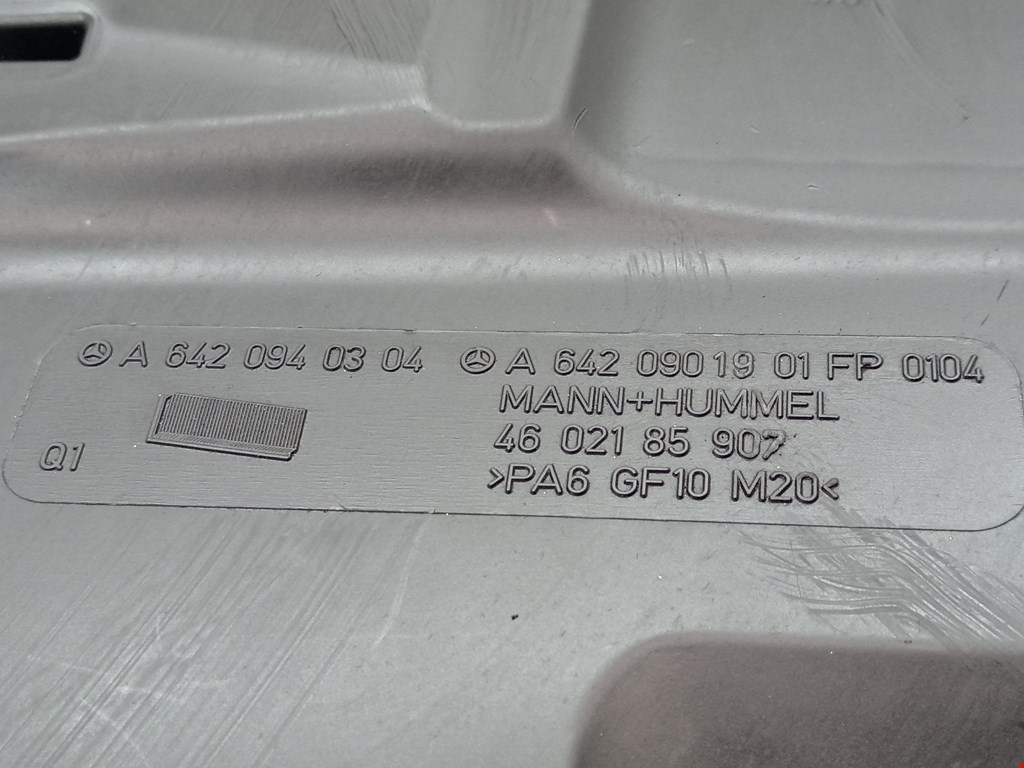 A 642 094 03 04 A 642 090 19 01 FP 0104
MANN+HUMMEL
46 021 85 907
Q1
>PA6 GF10 M20<